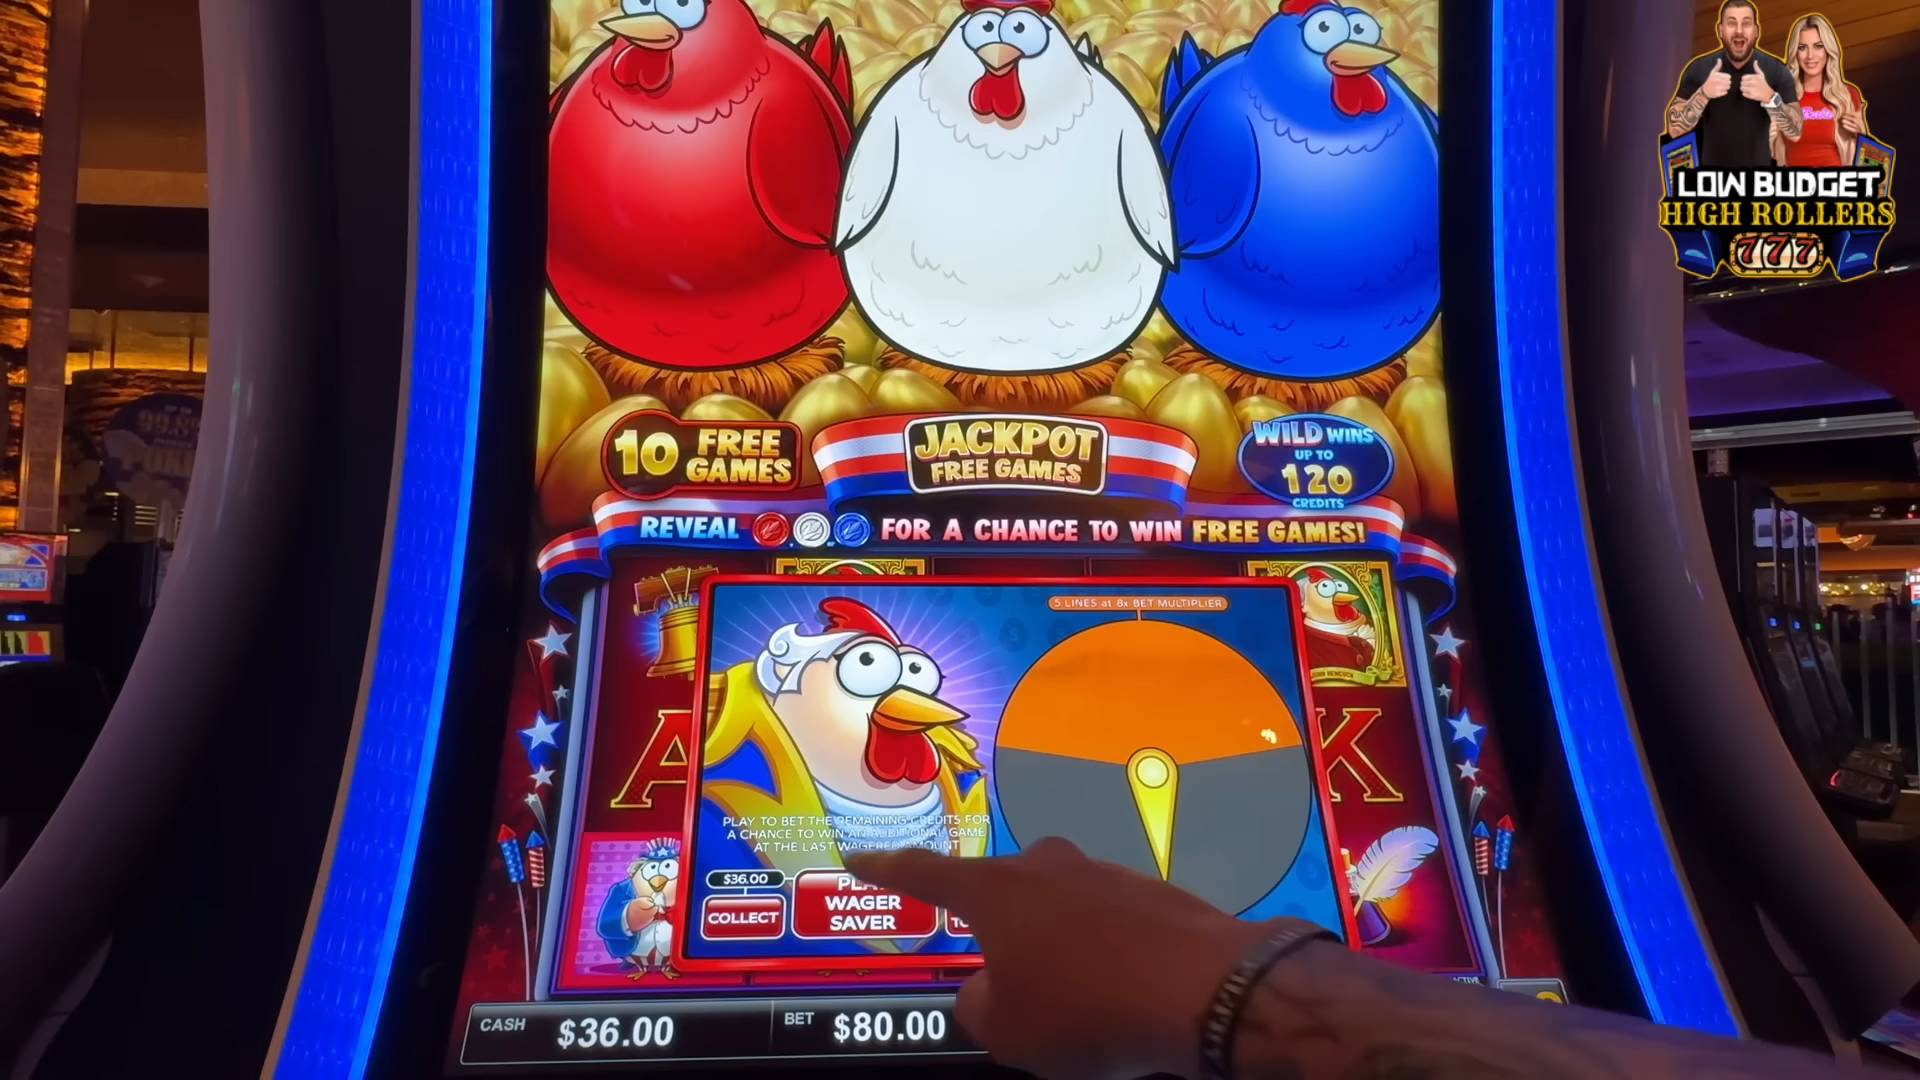 LOW BUDGET
HIGH ROLLERS
777
10 FREE GAMES
JACKPOT
FREE GAMES
WILD WINS
UP TO
120
CREDITS
REVEAL FOR A CHANCE TO WIN FREE GAMES!
5 LINES at 8x BET MULTIPLIER
JOHN HENCOCK
A
K
PLAY TO BET THE REMAINING CREDITS FOR
A CHANCE TO WIN AN ADDITIONAL GAME
AT THE LAST WAGERED AMOUNT
$36.00
COLLECT
WAGER
SAVER
CASH $36.00
BET $80.00